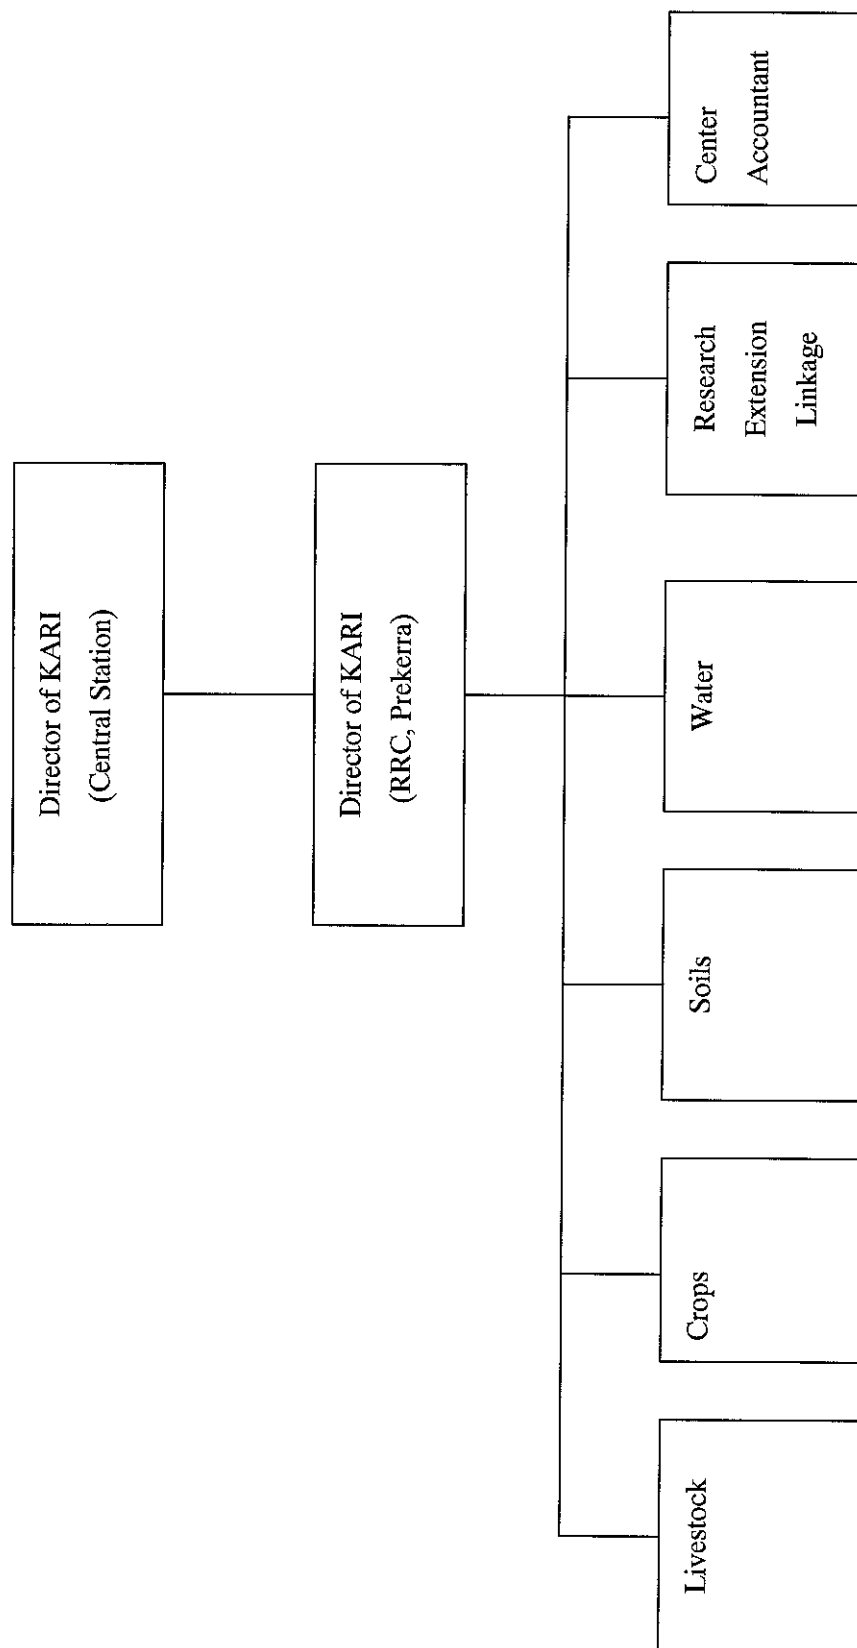 Director of KARI
(Central Station)
Director of KARI
(RRC, Prekerra)
Livestock
Crops
Soils
Water
Research
Extension
Linkage
Center
Accountant